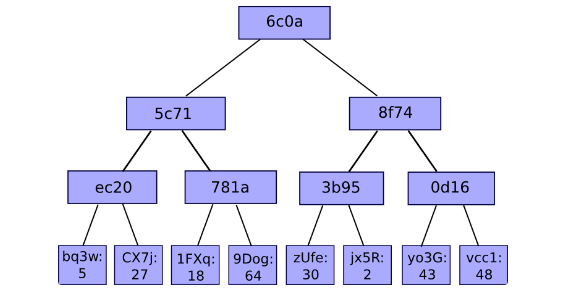 6c0a
5c71
8f74
ec20
781a
3b95
0d16
bq3w:
5
CX7j:
27
1FXq:
18
9Dog:
64
zUfe:
30
jx5R:
2
yo3G:
43
vcc1:
48